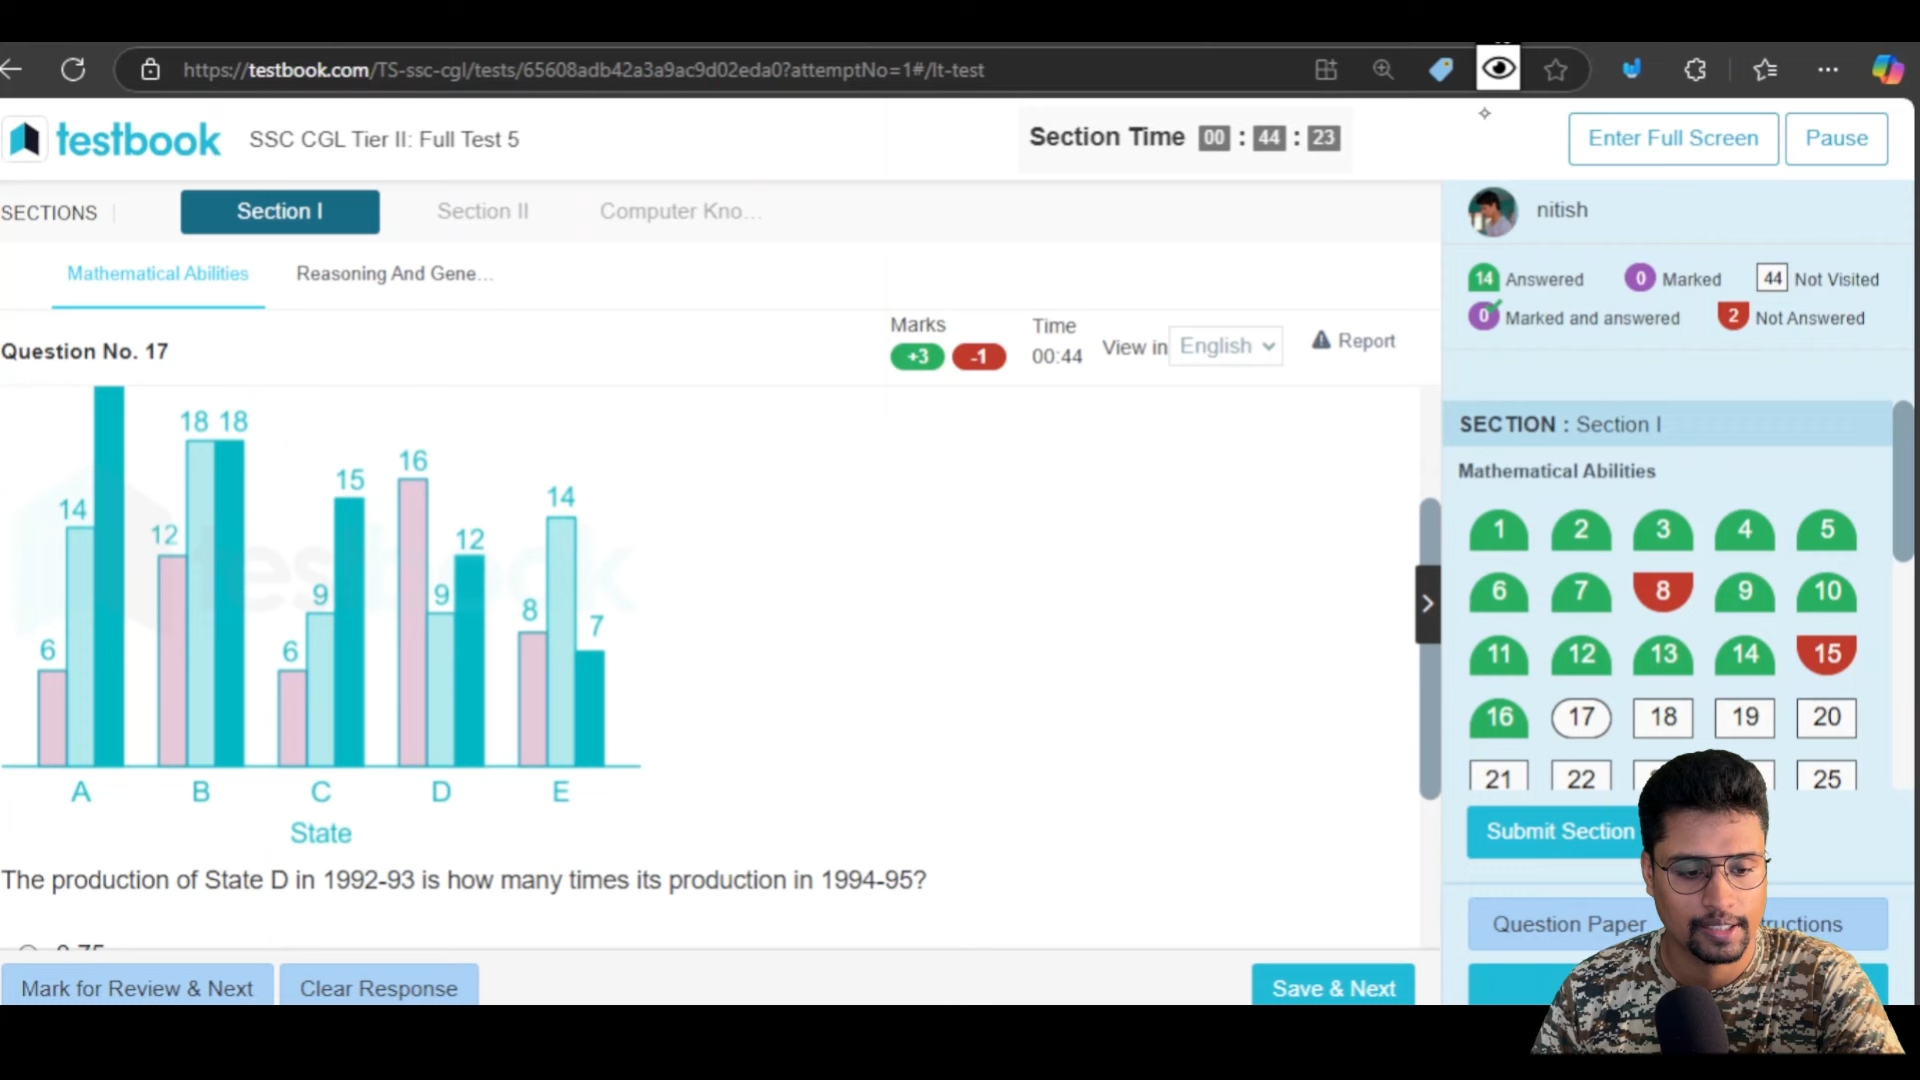 https://testbook.com/TS-ssc-cgl/tests/65608adb42a3a9ac9d02eda0?attemptNo=1#/lt-test
testbook
SSC CGL Tier II: Full Test 5
Section Time 00 : 44 : 23
Enter Full Screen
Pause
SECTIONS
Section I
Section II
Computer Kno...
nitish
Mathematical Abilities
Reasoning And Gene...
14 Answered
0 Marked
44 Not Visited
0 Marked and answered
2 Not Answered
Question No. 17
Marks
+3 -1
Time
00:44
View in English
Report
SECTION : Section I
Mathematical Abilities
1 2 3 4 5
6 7 8 9 10
11 12 13 14 15
16 17 18 19 20
21 22 25
6 14
12 18 18
6 9 15
16 9 12
8 14 7
testbook
A B C D E
State
The production of State D in 1992-93 is how many times its production in 1994-95?
0.75
Submit Section
Question Paper
Mark for Review & Next
Clear Response
Save & Next